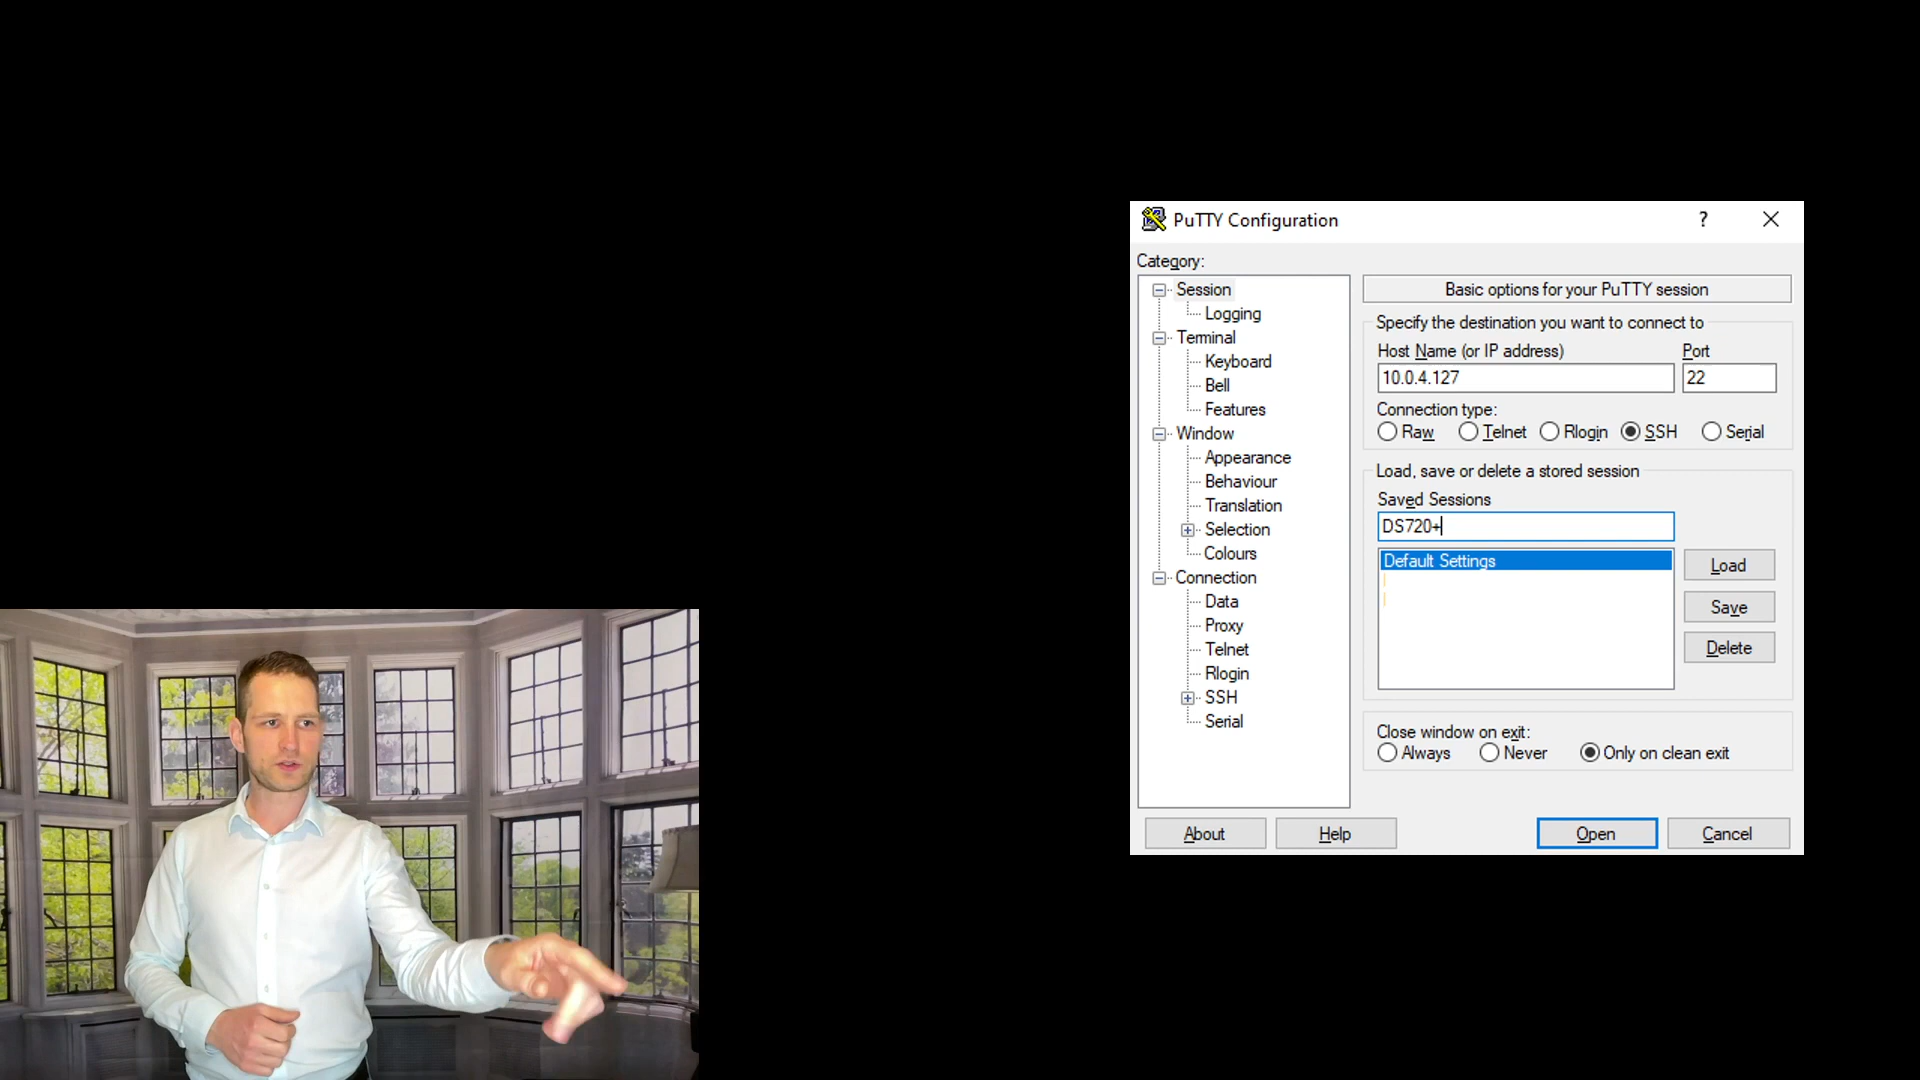 PuTTY Configuration
?
Category:
Session
Logging
Terminal
Keyboard
Bell
Features
Window
Appearance
Behaviour
Translation
Selection
Colours
Connection
Data
Proxy
Telnet
Rlogin
SSH
Serial
Basic options for your PuTTY session
Specify the destination you want to connect to
Host Name (or IP address) Port
10.0.4.127 22
Connection type:
Raw Telnet Rlogin SSH Serial
Load, save or delete a stored session
Saved Sessions
DS720+
Default Settings
Load
Save
Delete
Close window on exit:
Always Never Only on clean exit
About Help Open Cancel